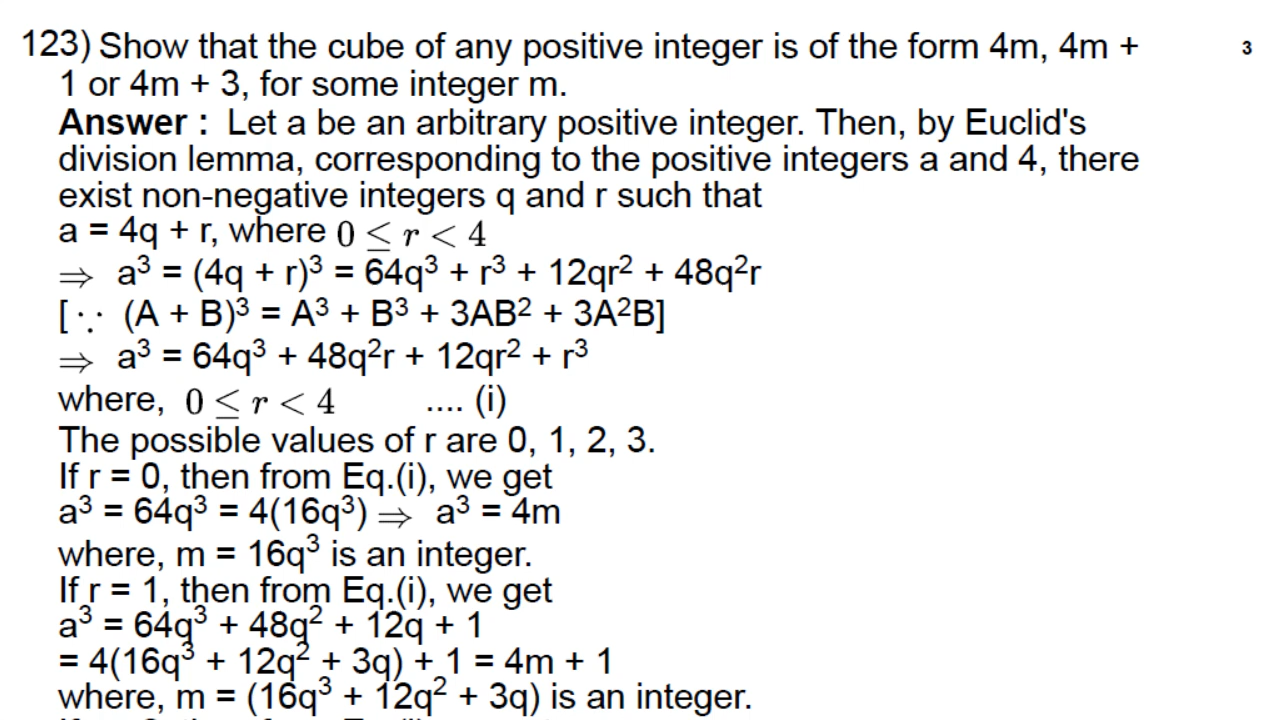 123) Show that the cube of any positive integer is of the form 4m, 4m + 3
1 or 4m + 3, for some integer m.
Answer : Let a be an arbitrary positive integer. Then, by Euclid's
division lemma, corresponding to the positive integers a and 4, there
exist non-negative integers q and r such that
a = 4q + r, where 0 ≤ r < 4
⇒ a³ = (4q + r)³ = 64q³ + r³ + 12qr² + 48q²r
[∵ (A + B)³ = A³ + B³ + 3AB² + 3A²B]
⇒ a³ = 64q³ + 48q²r + 12qr² + r³
where, 0 ≤ r < 4 .... (i)
The possible values of r are 0, 1, 2, 3.
If r = 0, then from Eq.(i), we get
a³ = 64q³ = 4(16q³) ⇒ a³ = 4m
where, m = 16q³ is an integer.
If r = 1, then from Eq.(i), we get
a³ = 64q³ + 48q² + 12q + 1
= 4(16q³ + 12q² + 3q) + 1 = 4m + 1
where, m = (16q³ + 12q² + 3q) is an integer.